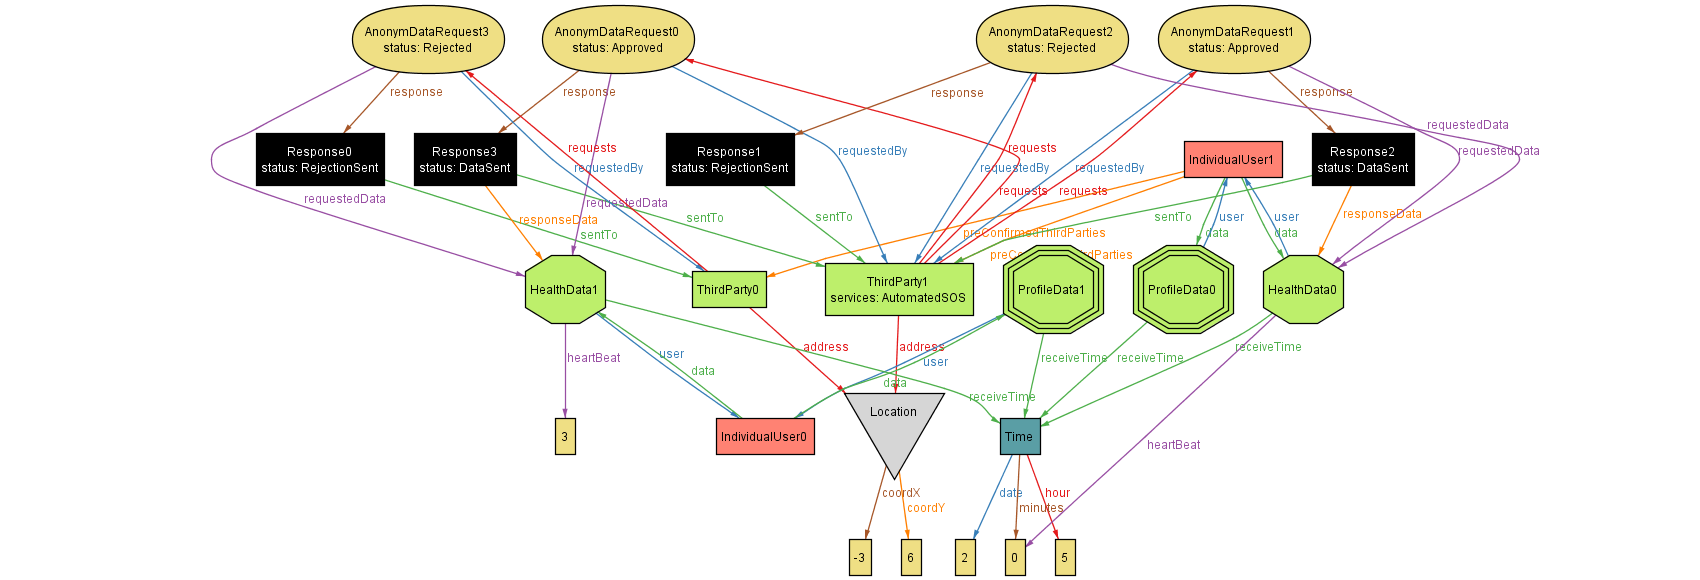 AnonymDataRequest3
status: Rejected
AnonymDataRequest0
status: Approved
AnonymDataRequest2
status: Rejected
AnonymDataRequest1
status: Approved
response
response
response
response
requestedData
Response0
status: RejectionSent
Response3
status: DataSent
requests
requestedBy
Response1
status: RejectionSent
requestedBy
requests
requestedBy
requestedBy
IndividualUser1
Response2
status: DataSent
requestedData
requestedData
requestedData
requests
requests
responseData
sentTo
sentTo
sentTo
sentTo
user
data
user
data
responseData
preConfirmedThirdParties
preConfirmedThirdParties
HealthData1
ThirdParty0
ThirdParty1
services: AutomatedSOS
ProfileData1
ProfileData0
HealthData0
heartBeat
user
data
address
address
user
data
receiveTime
receiveTime
receiveTime
receiveTime
3
IndividualUser0
Location
Time
heartBeat
coordX
coordY
date
minutes
hour
-3
6
2
0
5